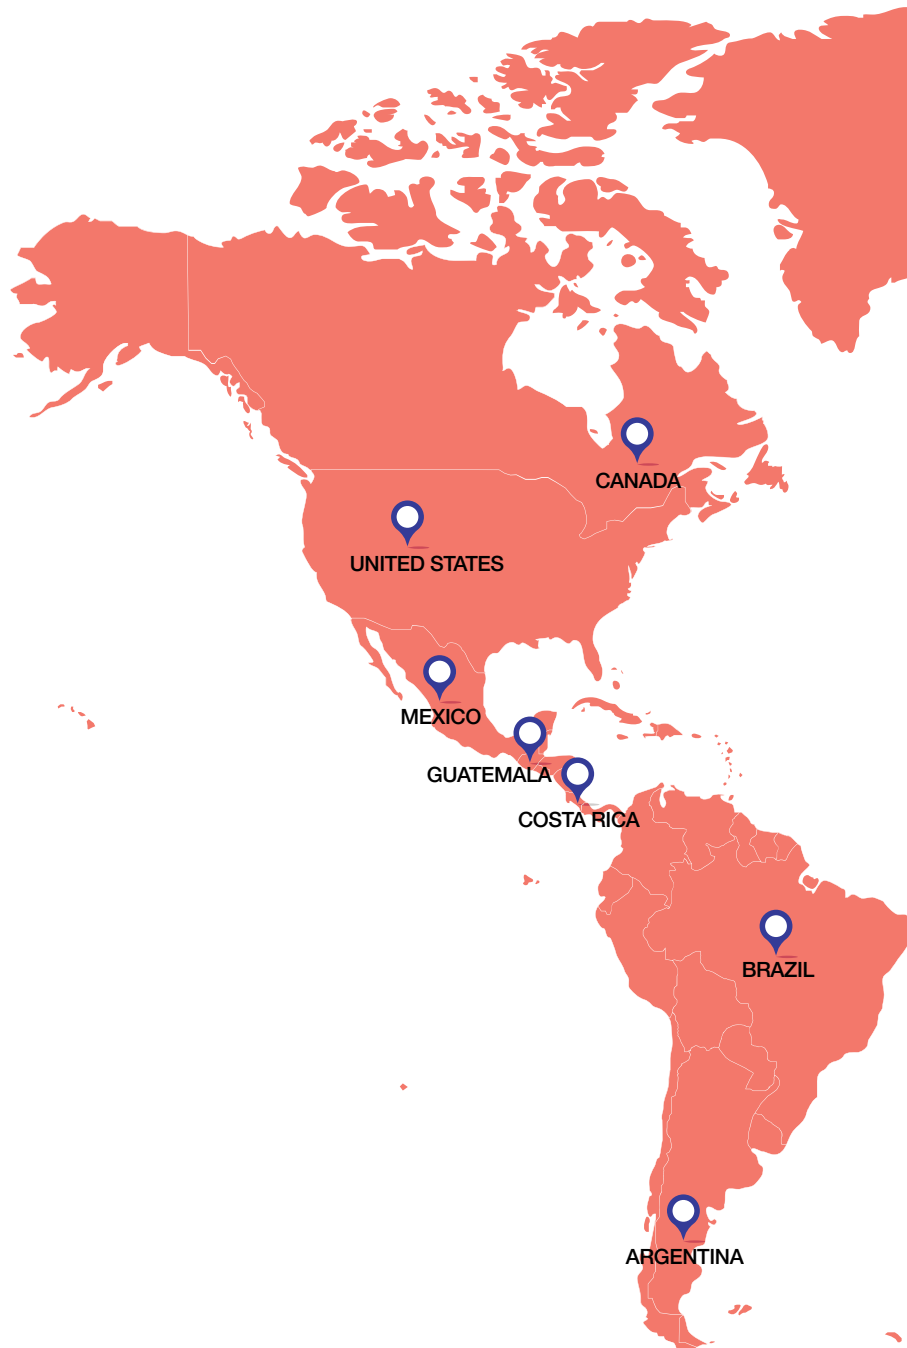 CANADA
UNITED STATES
MEXICO
GUATEMALA
COSTA RICA
BRAZIL
ARGENTINA